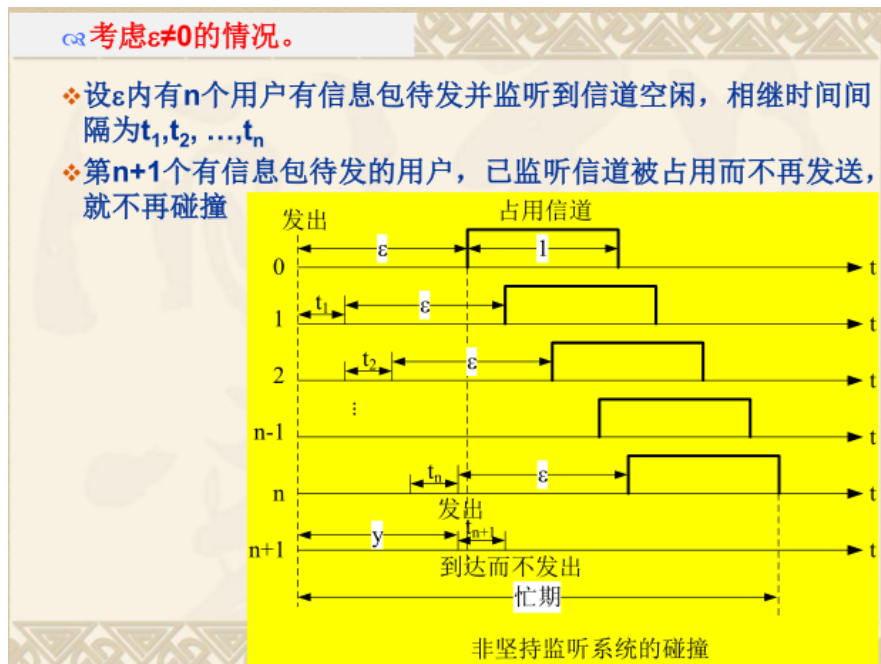 考虑ε≠0的情况。
设ε内有n个用户有信息包待发并监听到信道空闲，相继时间间
隔为t₁,t₂, …,tₙ
第n+1个有信息包待发的用户，已监听信道被占用而不再发送，
就不再碰撞
发出 占用信道
0 ε 1 t
1 t₁ ε t
2 t₂ ε t
⋮
n-1 t
n tₙ ε t
发出
n+1 y tₙ₊₁ t
到达而不发出
忙期
非坚持监听系统的碰撞